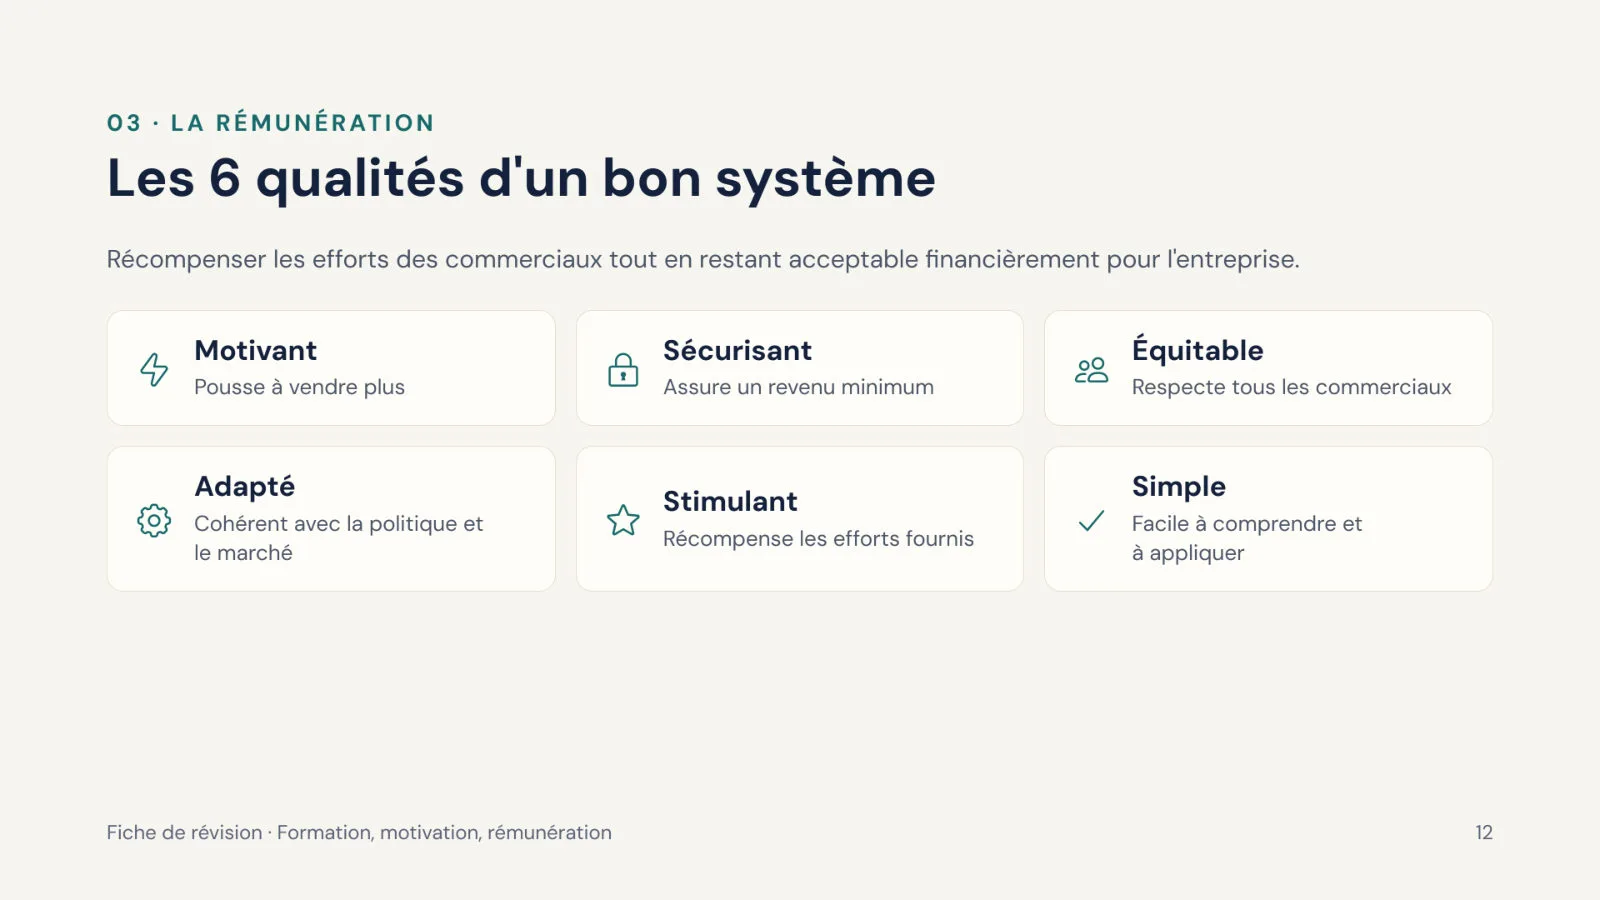 03 · LA RÉMUNÉRATION
Les 6 qualités d'un bon système
Récompenser les efforts des commerciaux tout en restant acceptable financièrement pour l'entreprise.
Motivant
Pousse à vendre plus
Sécurisant
Assure un revenu minimum
Équitable
Respecte tous les commerciaux
Adapté
Cohérent avec la politique et
le marché
Stimulant
Récompense les efforts fournis
Simple
Facile à comprendre et
à appliquer
Fiche de révision · Formation, motivation, rémunération
12